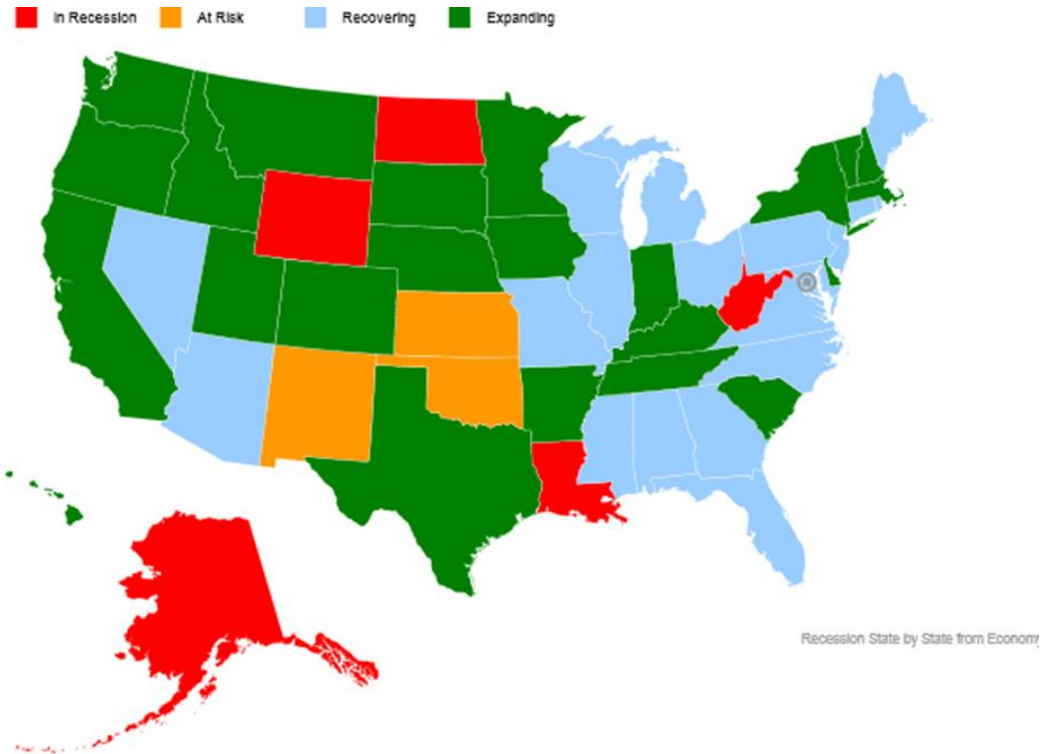 In Recession At Risk Recovering Expanding
Recession State by State from Economy